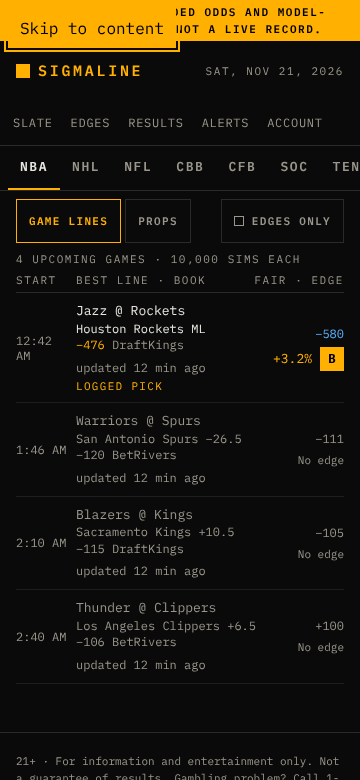 Skip to content
ED ODDS AND MODEL-
NOT A LIVE RECORD.
SIGMALINE
SAT, NOV 21, 2026
SLATE EDGES RESULTS ALERTS ACCOUNT
NBA NHL NFL CBB CFB SOC TEN
GAME LINES PROPS EDGES ONLY
4 UPCOMING GAMES · 10,000 SIMS EACH
START BEST LINE · BOOK FAIR · EDGE
12:42 AM
Jazz @ Rockets
Houston Rockets ML
−476 DraftKings
updated 12 min ago
LOGGED PICK
−580
+3.2% B
1:46 AM
Warriors @ Spurs
San Antonio Spurs −26.5
−120 BetRivers
updated 12 min ago
−111
No edge
2:10 AM
Blazers @ Kings
Sacramento Kings +10.5
−115 DraftKings
updated 12 min ago
−105
No edge
2:40 AM
Thunder @ Clippers
Los Angeles Clippers +6.5
−106 BetRivers
updated 12 min ago
+100
No edge
21+ · For information and entertainment only. Not
a guarantee of results. Gambling problem? Call 1-